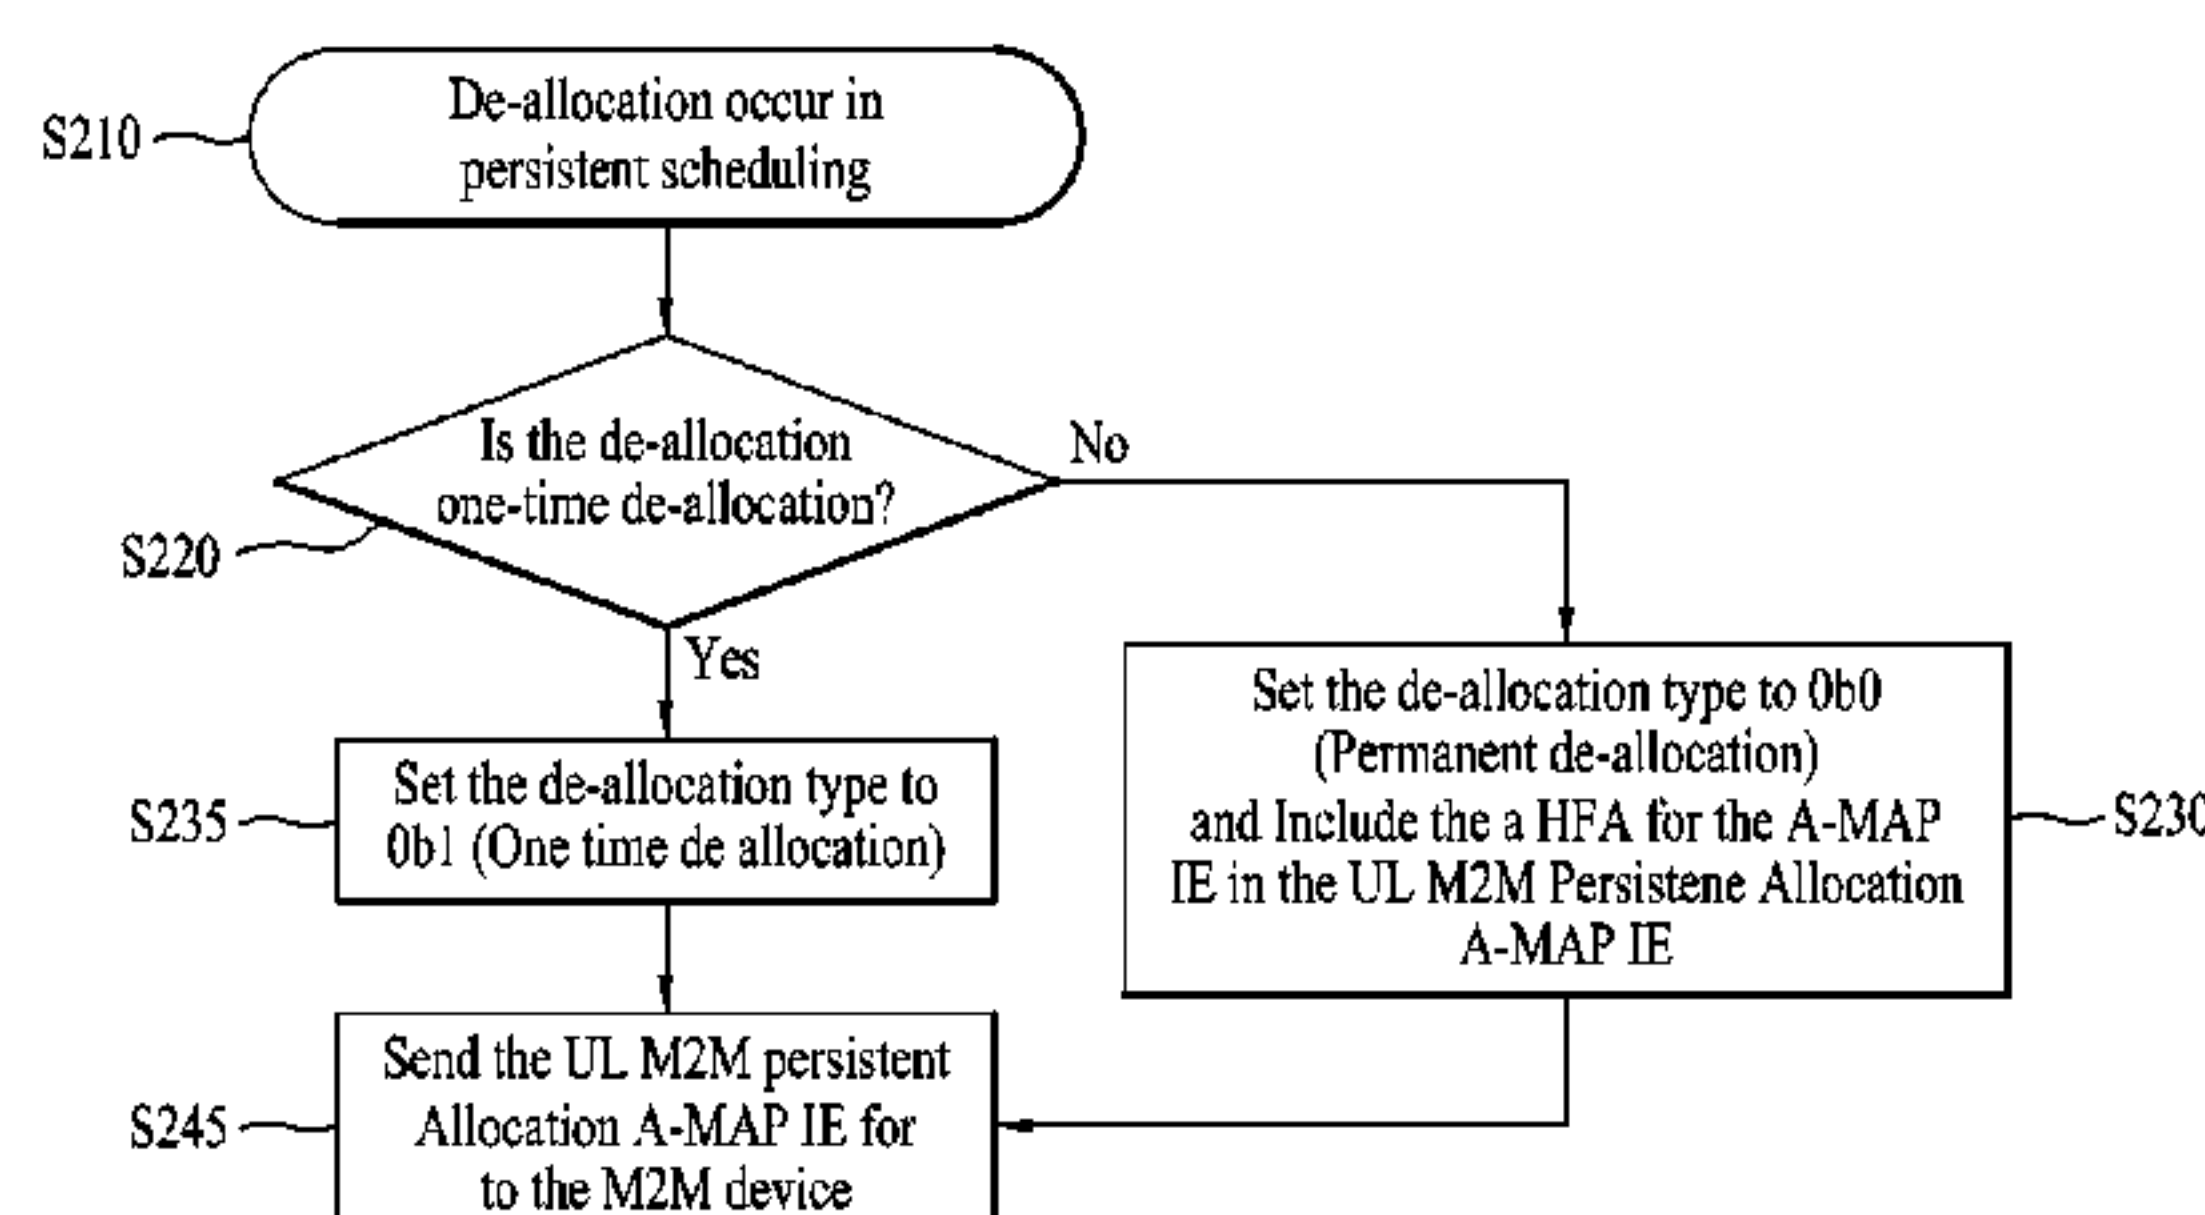 De-allocation occur in
persistent scheduling
S210
Is the de-allocation
one-time de-allocation?
No
S220
Yes
Set the de-allocation type to 0b0
(Permanent de-allocation)
and Include the a HFA for the A-MAP
IE in the UL M2M Persistene Allocation
A-MAP IE
S230
Set the de-allocation type to
0b1 (One time de allocation)
S235
Send the UL M2M persistent
Allocation A-MAP IE for
to the M2M device
S245